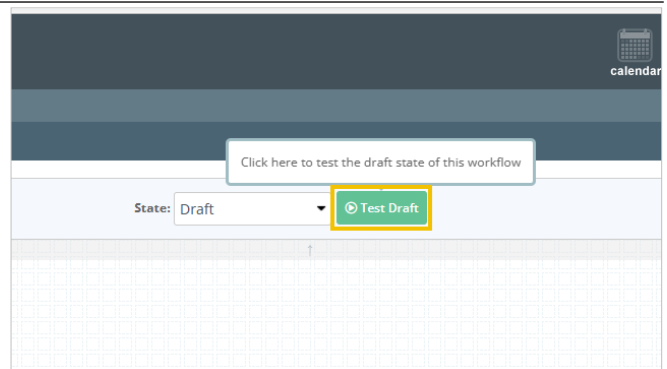 calendar
Click here to test the draft state of this workflow
State: Draft Test Draft